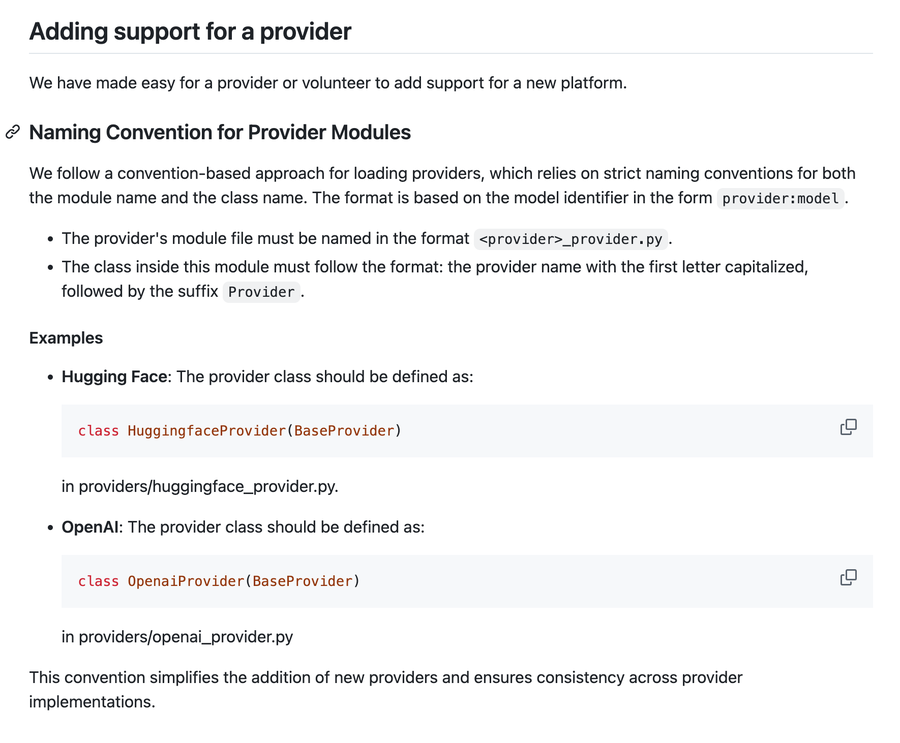 Adding support for a provider
We have made easy for a provider or volunteer to add support for a new platform.
Naming Convention for Provider Modules
We follow a convention-based approach for loading providers, which relies on strict naming conventions for both
the module name and the class name. The format is based on the model identifier in the form provider:model.
• The provider's module file must be named in the format <provider>_provider.py.
• The class inside this module must follow the format: the provider name with the first letter capitalized,
followed by the suffix Provider.
Examples
• Hugging Face: The provider class should be defined as:
class HuggingfaceProvider(BaseProvider)
in providers/huggingface_provider.py.
• OpenAI: The provider class should be defined as:
class OpenaiProvider(BaseProvider)
in providers/openai_provider.py
This convention simplifies the addition of new providers and ensures consistency across provider
implementations.